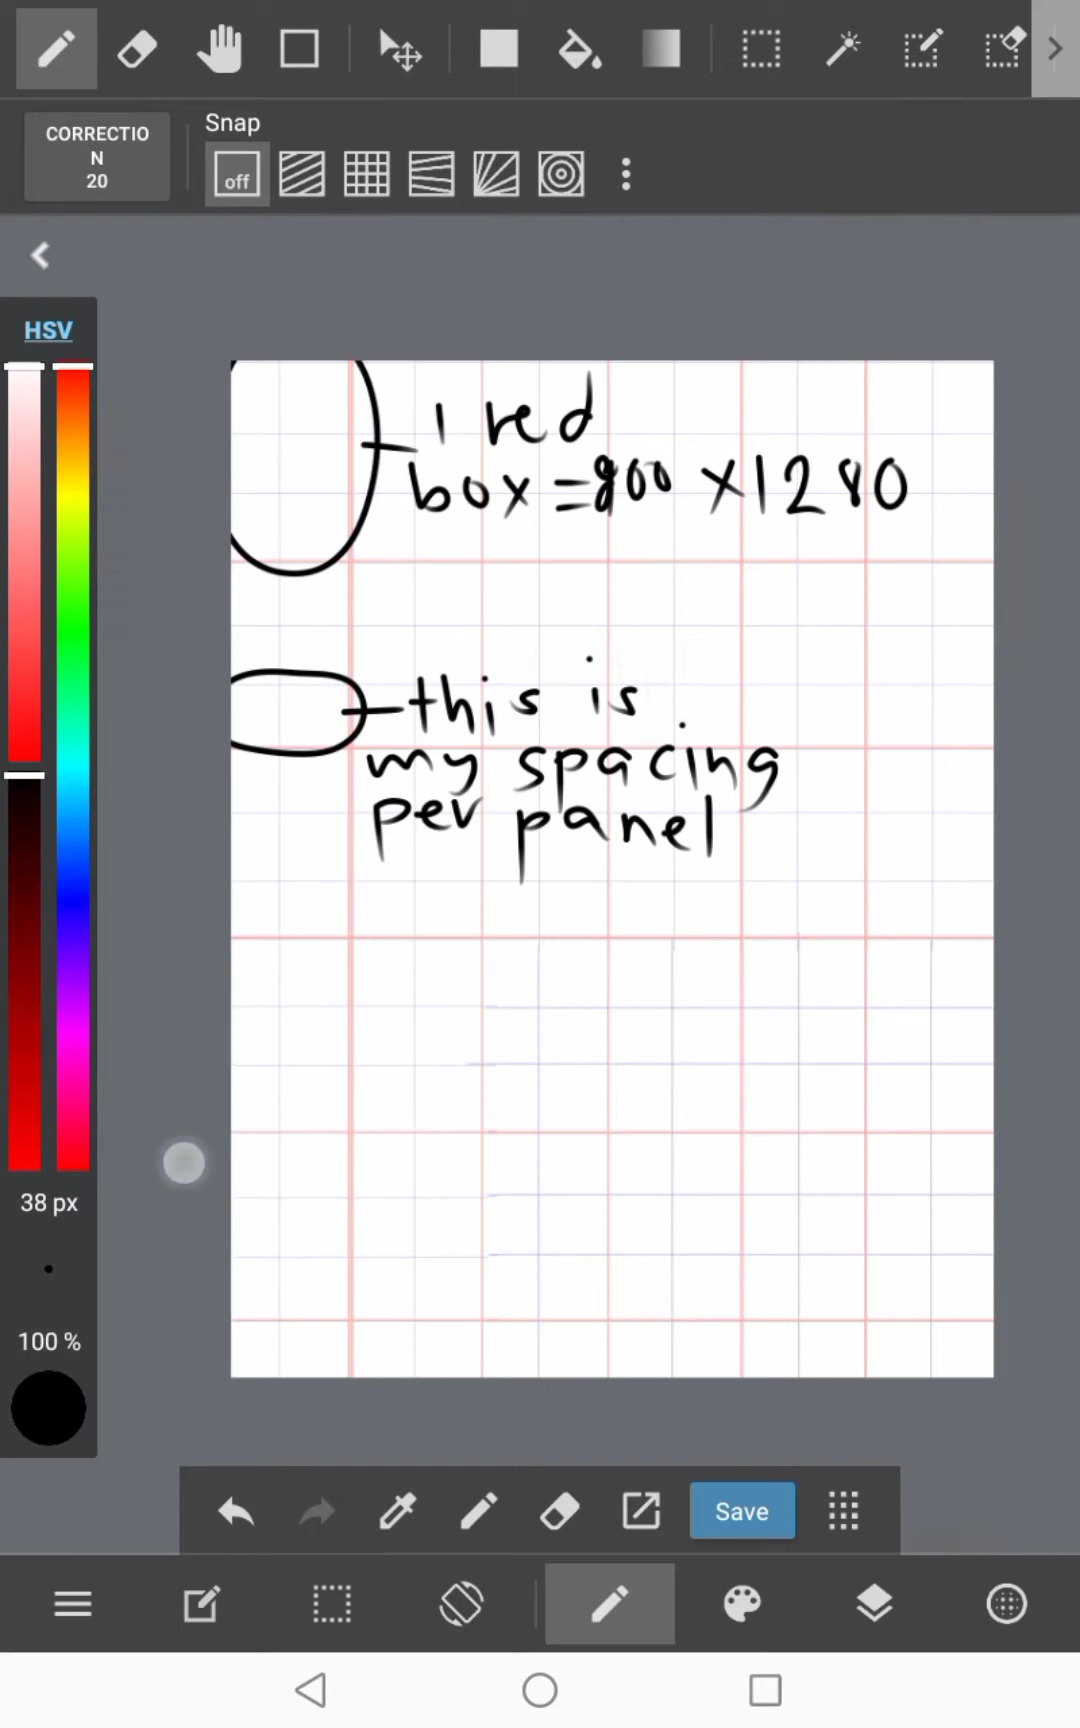 CORRECTIO
N
20
Snap
off
HSV
1 red
box = 800 X 1280
this is
my spacing
per panel
38 px
100 %
Save